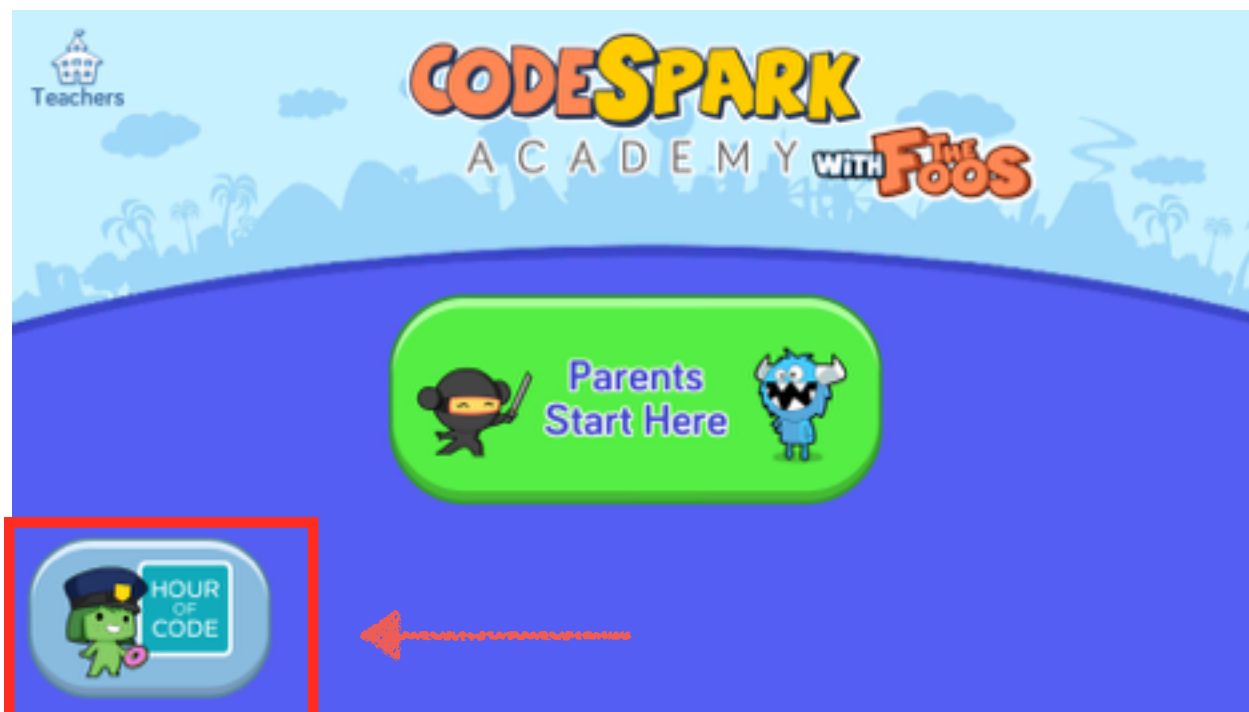 Teachers
CODESPARK
ACADEMY WITH THE FOOS
Parents
Start Here
HOUR
OF
CODE